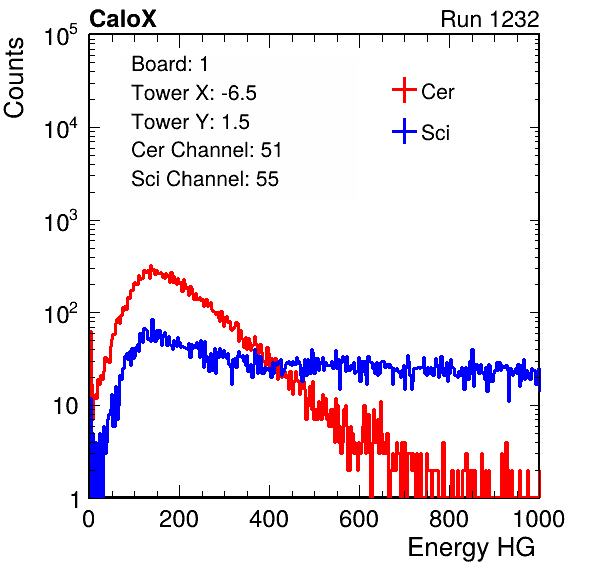 CaloX Run 1232
10^5
Counts
Board: 1
Tower X: -6.5
Tower Y: 1.5
Cer Channel: 51
Sci Channel: 55
Cer
Sci
10^4
10^3
10^2
10
1
0 200 400 600 800 1000
Energy HG